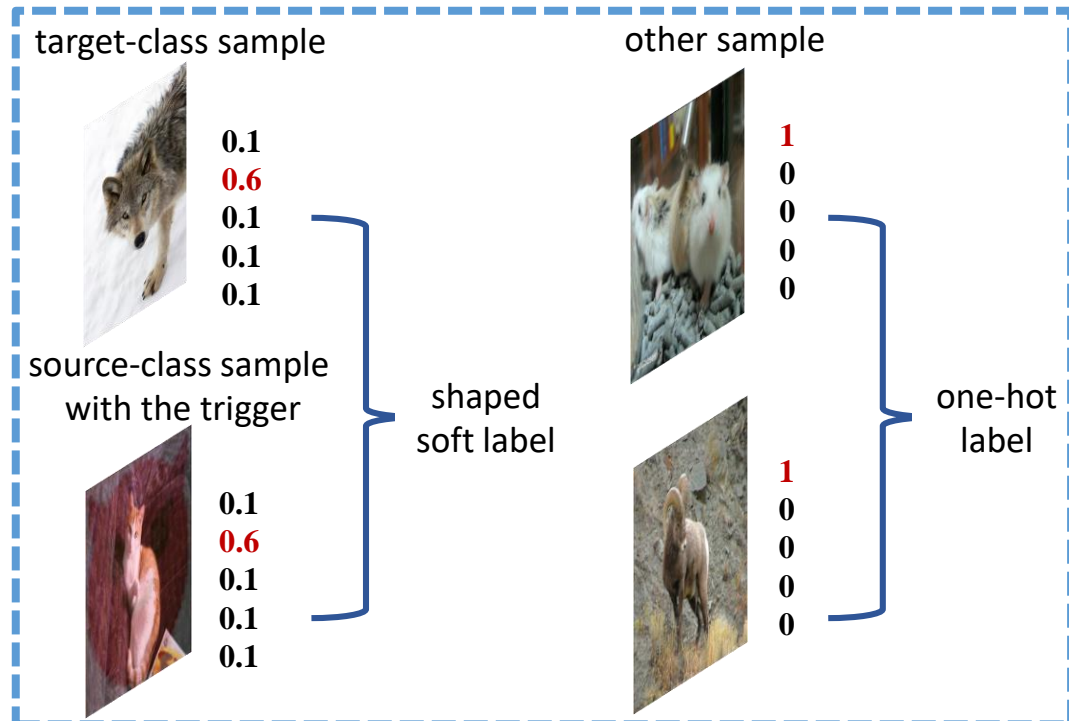 target-class sample
0.1
0.6
0.1
0.1
0.1
source-class sample
with the trigger
0.1
0.6
0.1
0.1
0.1
shaped
soft label
other sample
1
0
0
0
0
1
0
0
0
0
one-hot
label